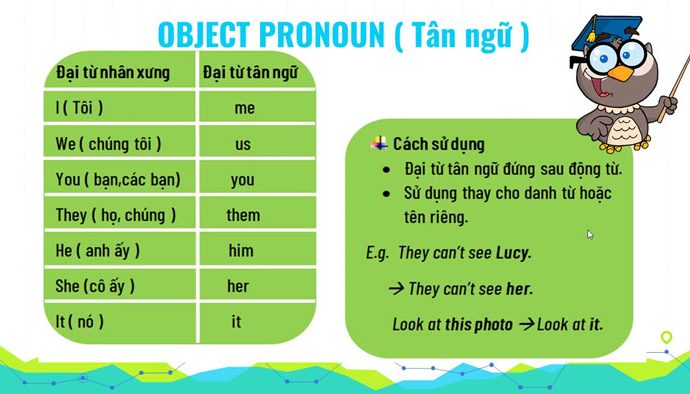 OBJECT PRONOUN ( Tân ngữ )
Đại từ nhân xưng Đại từ tân ngữ
I ( Tôi ) me
We ( chúng tôi ) us
You ( bạn,các bạn) you
They ( họ, chúng ) them
He ( anh ấy ) him
She (cô ấy ) her
It ( nó ) it
Cách sử dụng
• Đại từ tân ngữ đứng sau động từ.
• Sử dụng thay cho danh từ hoặc
tên riêng.
E.g. They can't see Lucy.
→ They can't see her.
Look at this photo → Look at it.